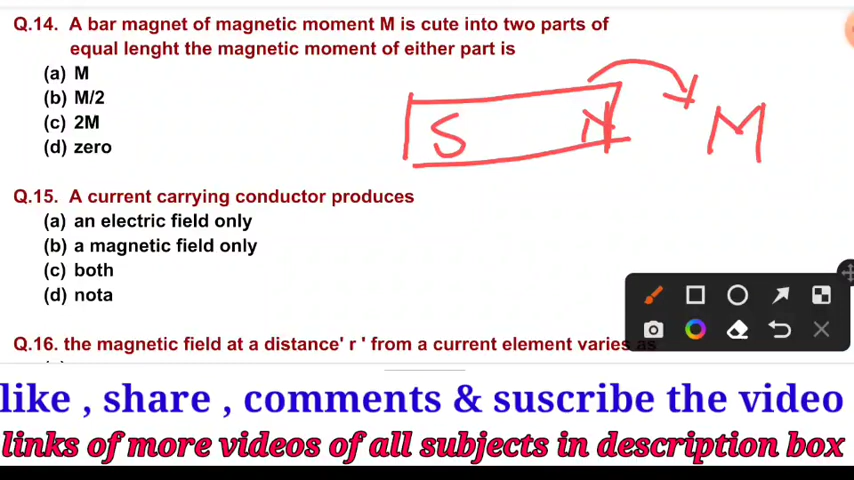 Q.14. A bar magnet of magnetic moment M is cute into two parts of
equal lenght the magnetic moment of either part is
(a) M
(b) M/2
(c) 2M
(d) zero
S N M
Q.15. A current carrying conductor produces
(a) an electric field only
(b) a magnetic field only
(c) both
(d) nota
Q.16. the magnetic field at a distance' r ' from a current element varies as
like , share , comments & suscribe the video
links of more videos of all subjects in description box